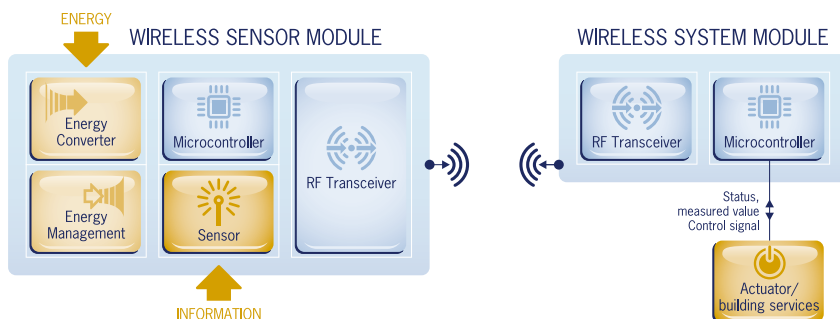 ENERGY
WIRELESS SENSOR MODULE
Energy
Converter
Microcontroller
RF Transceiver
Energy
Management
Sensor
INFORMATION
WIRELESS SYSTEM MODULE
RF Transceiver
Microcontroller
Status,
measured value
Control signal
Actuator/
building services